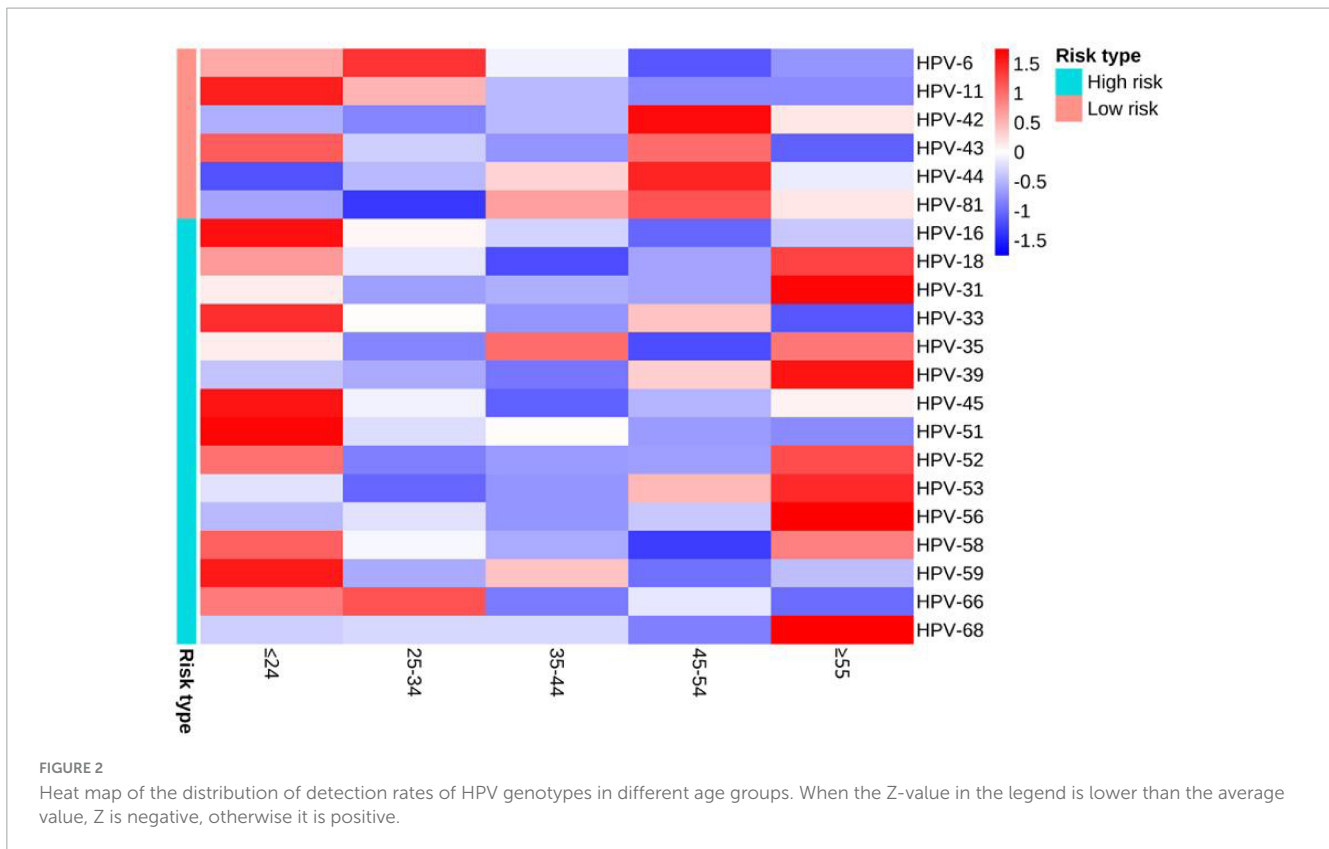 HPV-6
HPV-11
HPV-42
HPV-43
HPV-44
HPV-81
HPV-16
HPV-18
HPV-31
HPV-33
HPV-35
HPV-39
HPV-45
HPV-51
HPV-52
HPV-53
HPV-56
HPV-58
HPV-59
HPV-66
HPV-68
1.5
1
0.5
0
-0.5
-1
-1.5
Risk type
High risk
Low risk
Risk type
≤24
25-34
35-44
45-54
≥55
FIGURE 2
Heat map of the distribution of detection rates of HPV genotypes in different age groups. When the Z-value in the legend is lower than the average
value, Z is negative, otherwise it is positive.